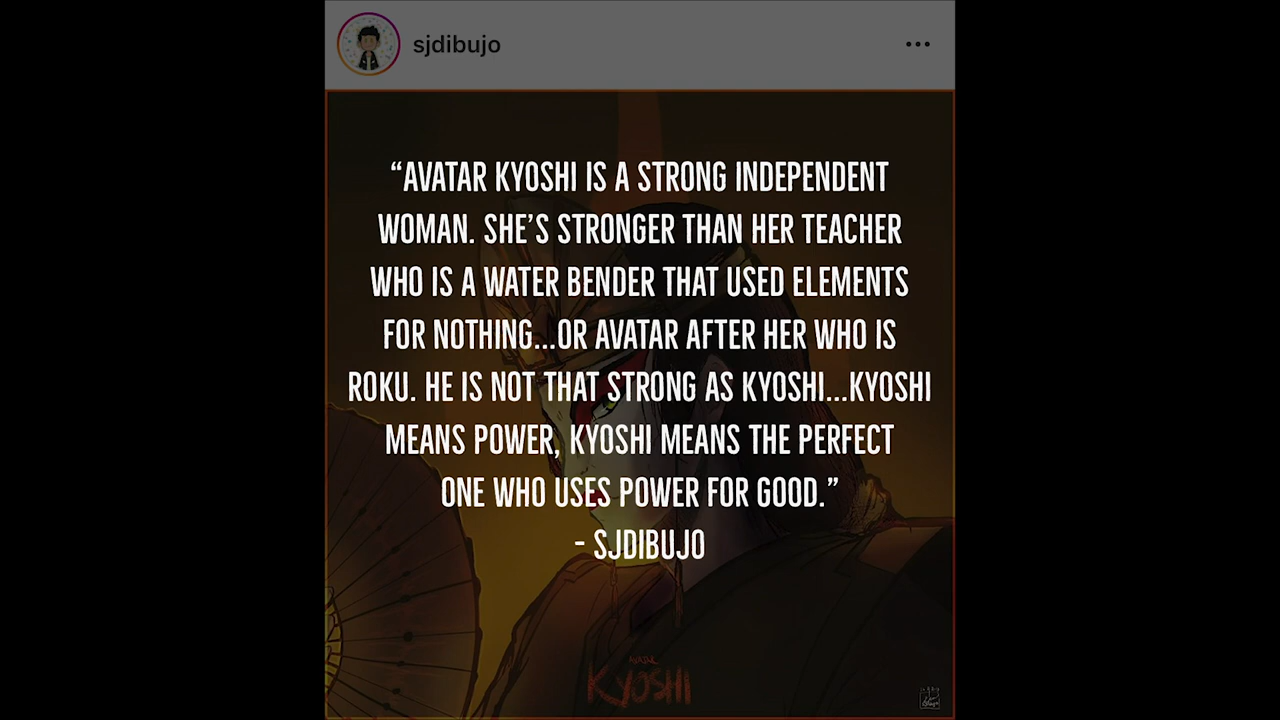 sjdibujo
“AVATAR KYOSHI IS A STRONG INDEPENDENT
WOMAN. SHE’S STRONGER THAN HER TEACHER
WHO IS A WATER BENDER THAT USED ELEMENTS
FOR NOTHING...OR AVATAR AFTER HER WHO IS
ROKU. HE IS NOT THAT STRONG AS KYOSHI...KYOSHI
MEANS POWER, KYOSHI MEANS THE PERFECT
ONE WHO USES POWER FOR GOOD.”
- SJDIBUJO
AVATAR
KYOSHI